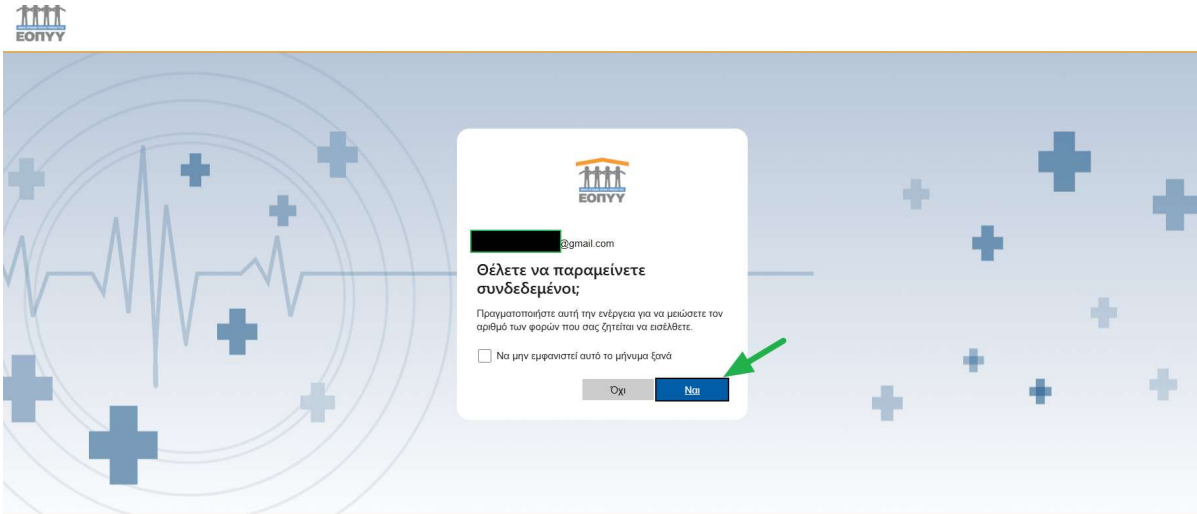 ΕΟΠΥΥ
ΕΟΠΥΥ
@gmail.com
Θέλετε να παραμείνετε
συνδεδεμένοι;
Πραγματοποιήστε αυτή την ενέργεια για να μειώσετε τον
αριθμό των φορών που σας ζητείται να εισέλθετε.
Να μην εμφανιστεί αυτό το μήνυμα ξανά
Όχι
Ναι